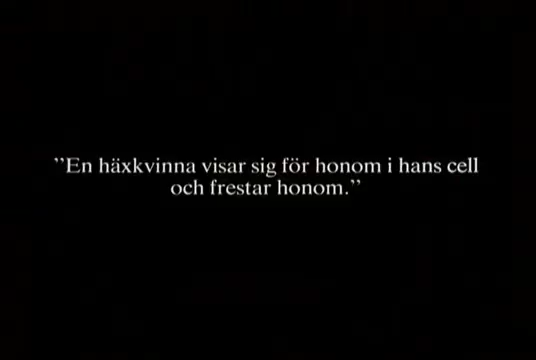 ”En häxkvinna visar sig för honom i hans cell
och frestar honom.”